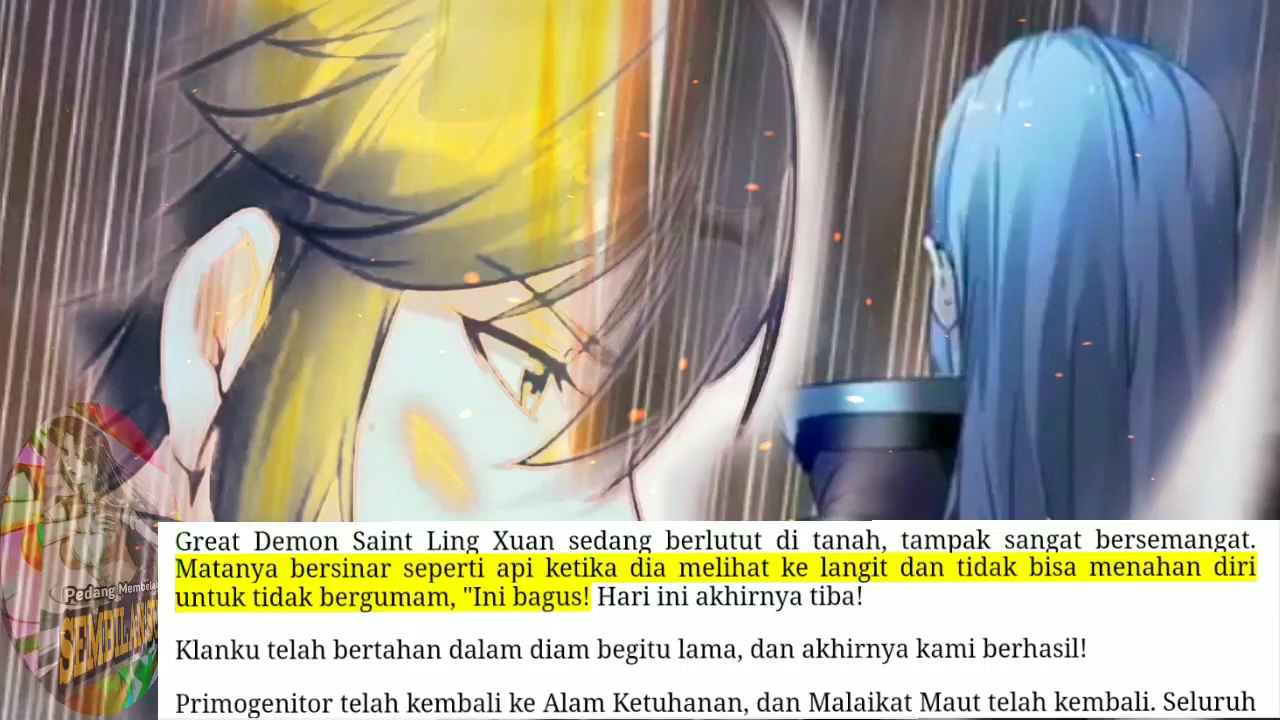 Great Demon Saint Ling Xuan sedang berlutut di tanah, tampak sangat bersemangat.
Matanya bersinar seperti api ketika dia melihat ke langit dan tidak bisa menahan diri
untuk tidak bergumam, "Ini bagus! Hari ini akhirnya tiba!
Klanku telah bertahan dalam diam begitu lama, dan akhirnya kami berhasil!
Primogenitor telah kembali ke Alam Ketuhanan, dan Malaikat Maut telah kembali. Seluruh
Pedang